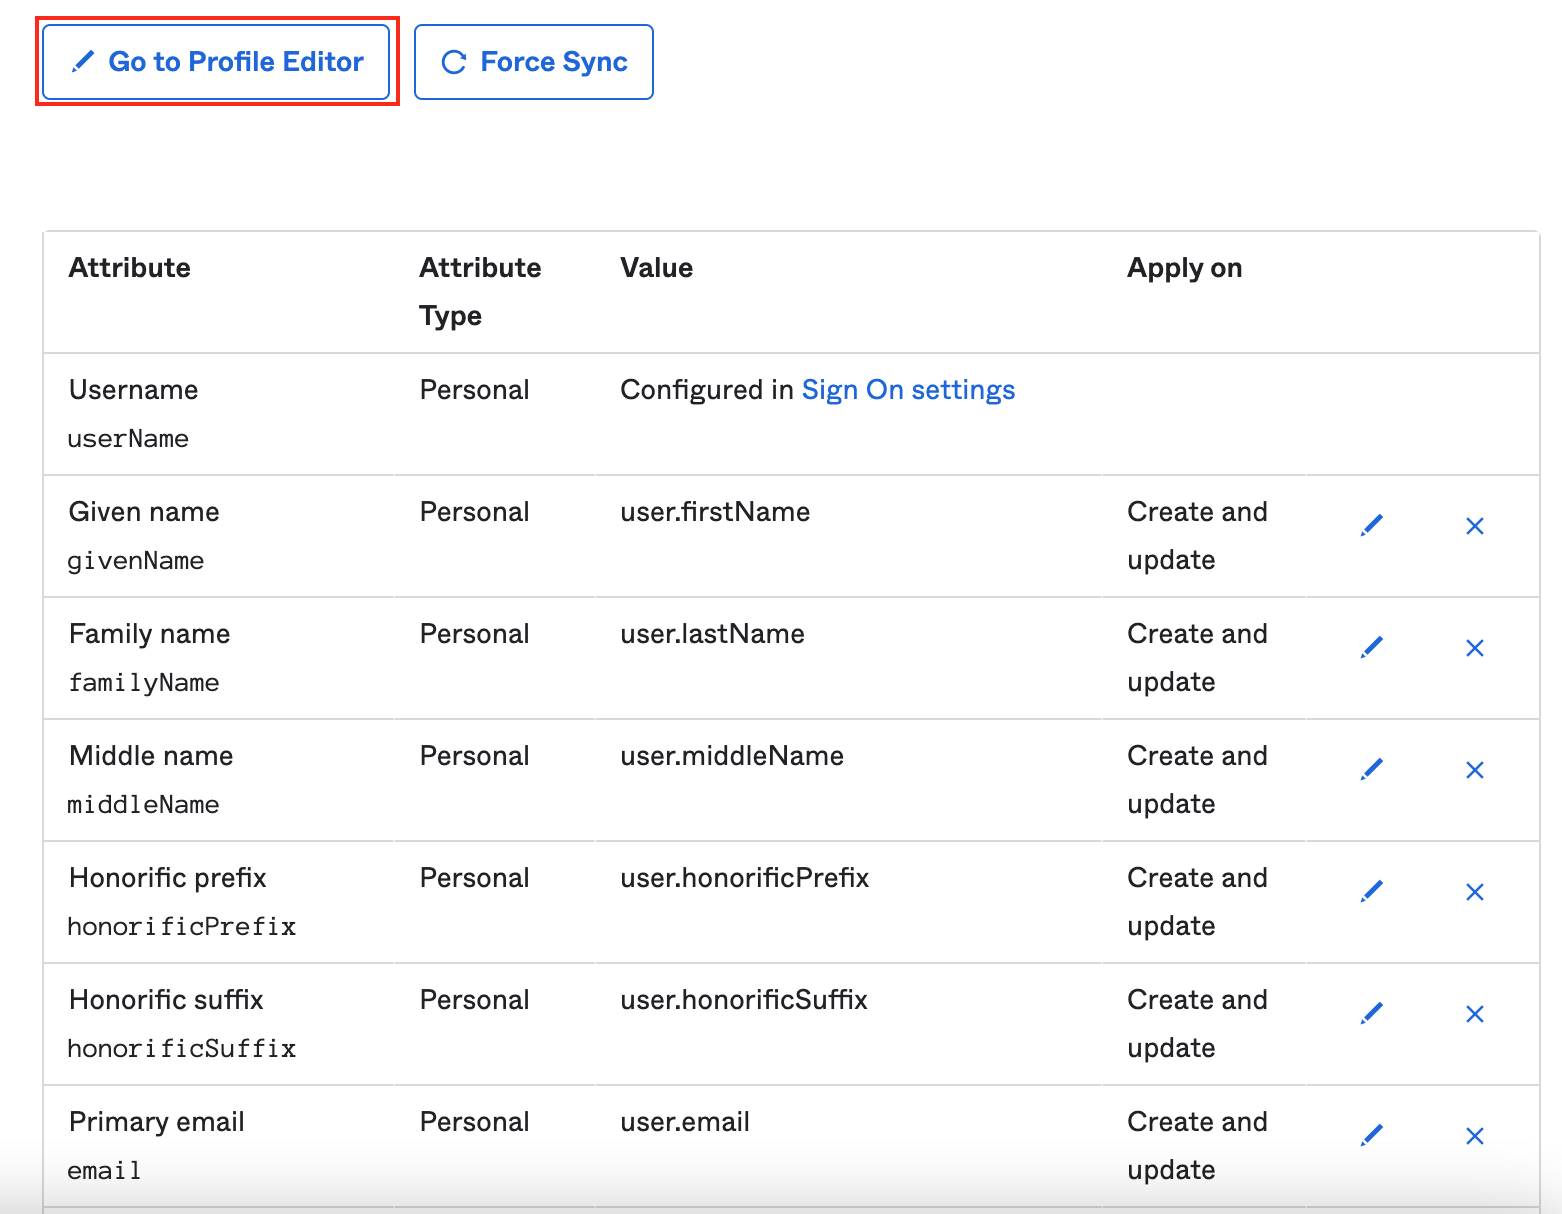 Go to Profile Editor Force Sync
Attribute Attribute Value Apply on
Type
Username Personal Configured in Sign On settings
userName
Given name Personal user.firstName Create and
givenName update
Family name Personal user.lastName Create and
familyName update
Middle name Personal user.middleName Create and
middleName update
Honorific prefix Personal user.honorificPrefix Create and
honorificPrefix update
Honorific suffix Personal user.honorificSuffix Create and
honorificSuffix update
Primary email Personal user.email Create and
email update